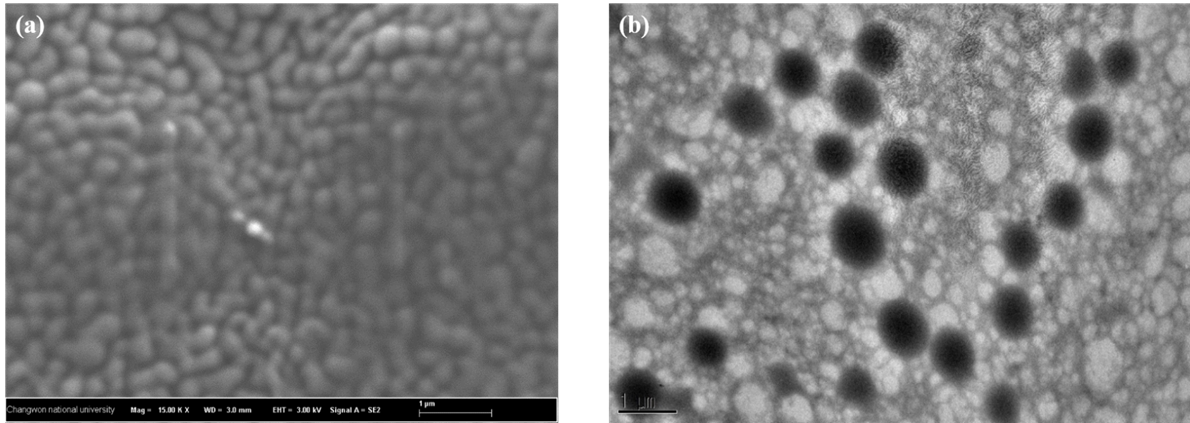 (a)
(b)
Changwon national university Mag = 15.00 K X WD = 3.0 mm EHT = 3.00 kV Signal A = SE2 1 µm
1 µm